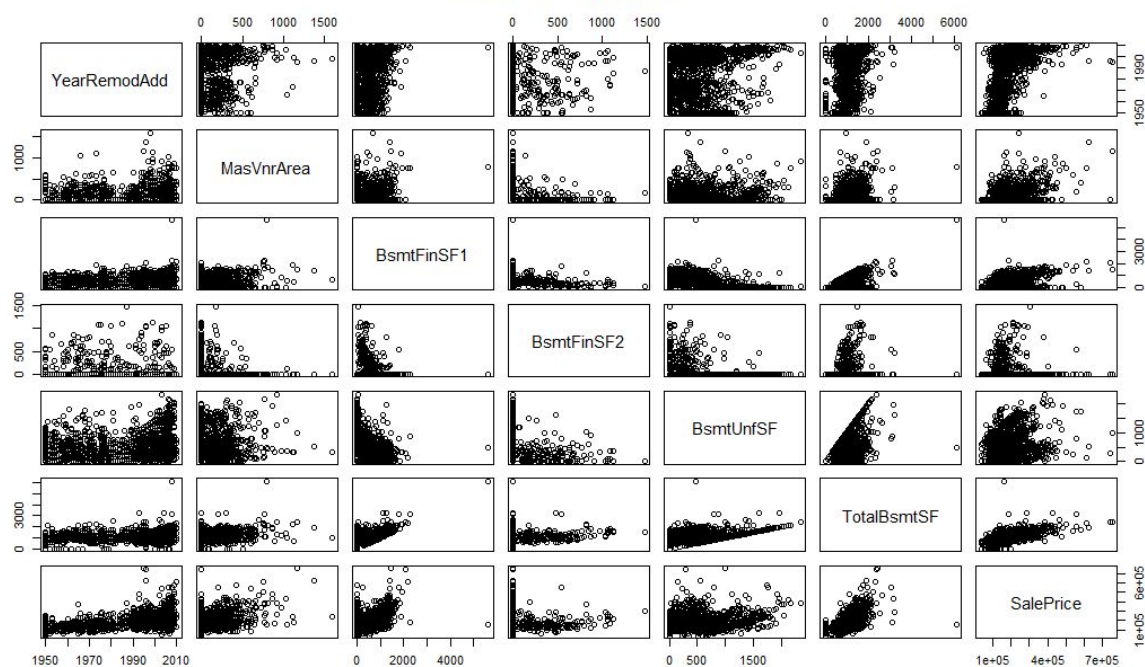 0 500 1000 1500
0 500 1000 1500
0 2000 4000 6000
YearRemodAdd
1950 1990
MasVnrArea
0 1000
BsmtFinSF1
0 3000
BsmtFinSF2
0 500 1500
BsmtUnfSF
0 1000
TotalBsmtSF
0 3000
SalePrice
1e+05 6e+05
1950 1970 1990 2010
0 2000 4000
0 500 1500
1e+05 4e+05 7e+05